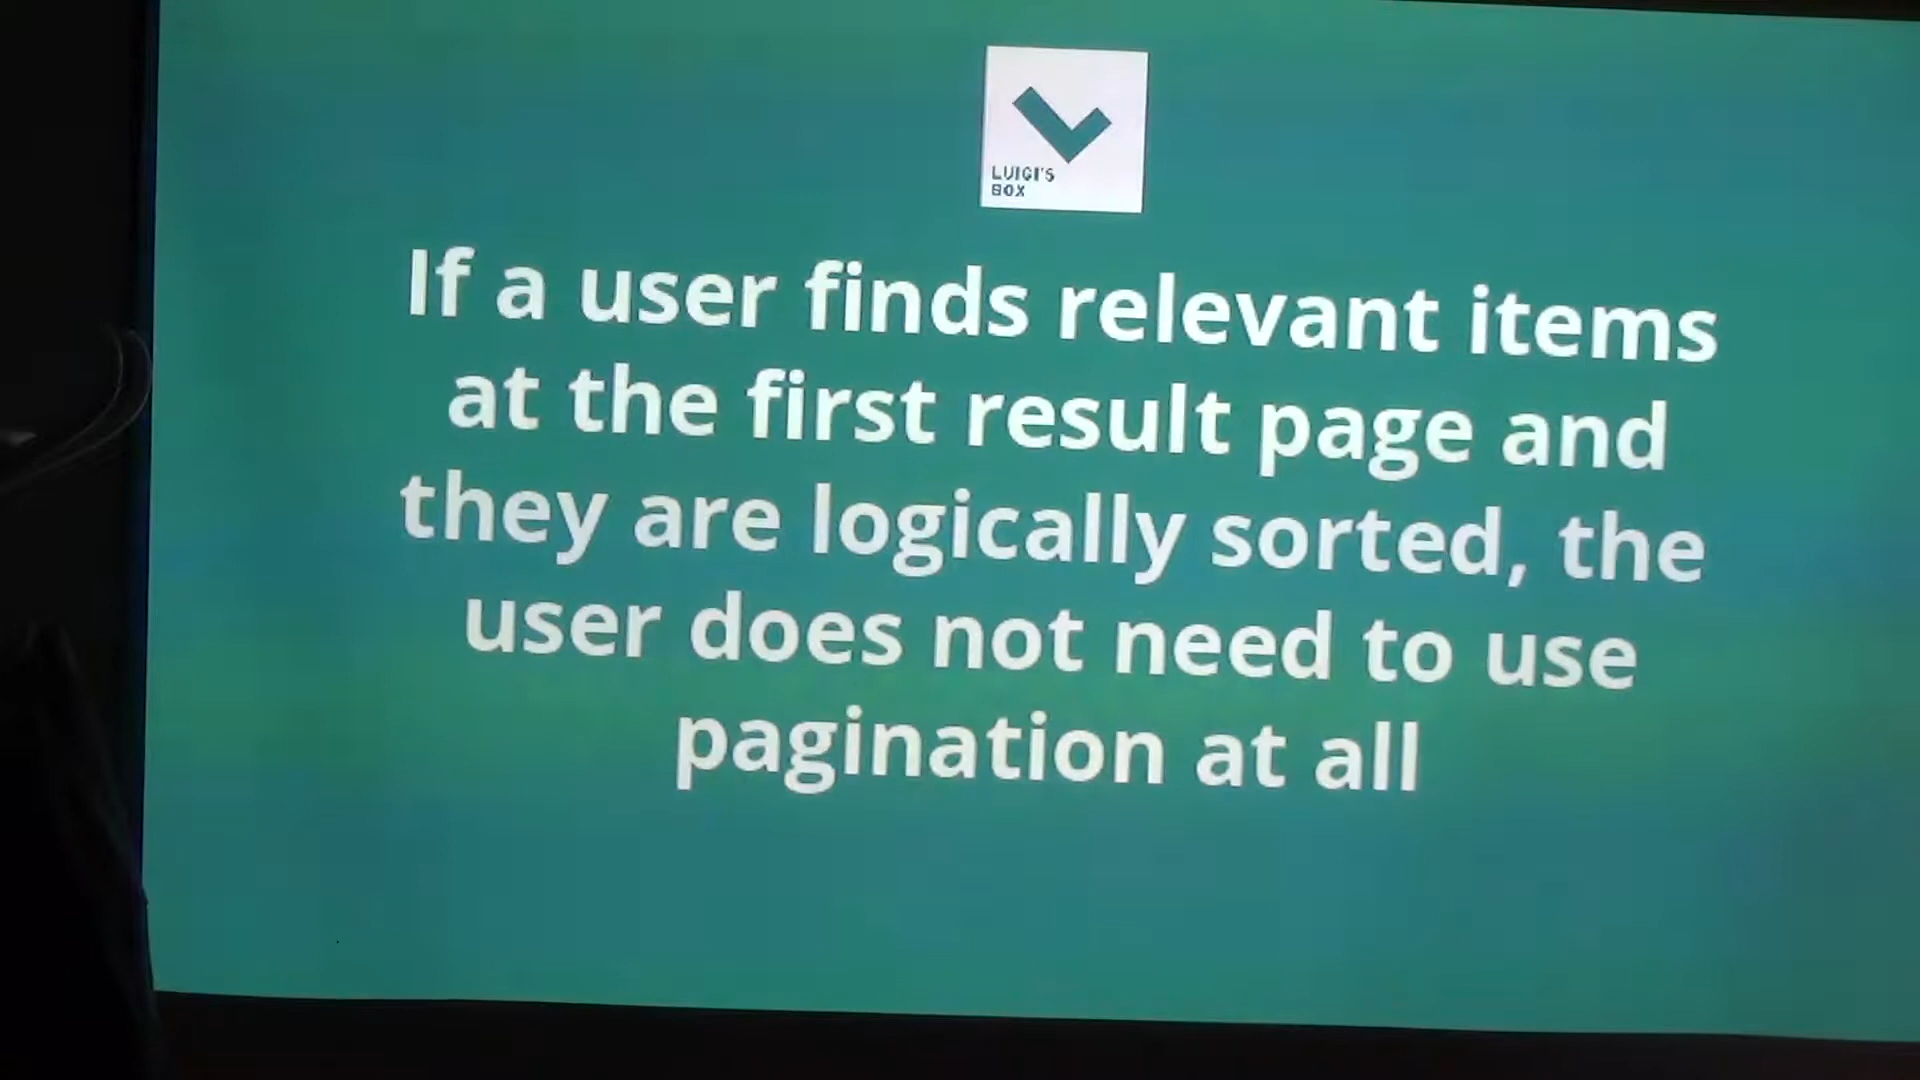 LUIGI'S
BOX
If a user finds relevant items
at the first result page and
they are logically sorted, the
user does not need to use
pagination at all